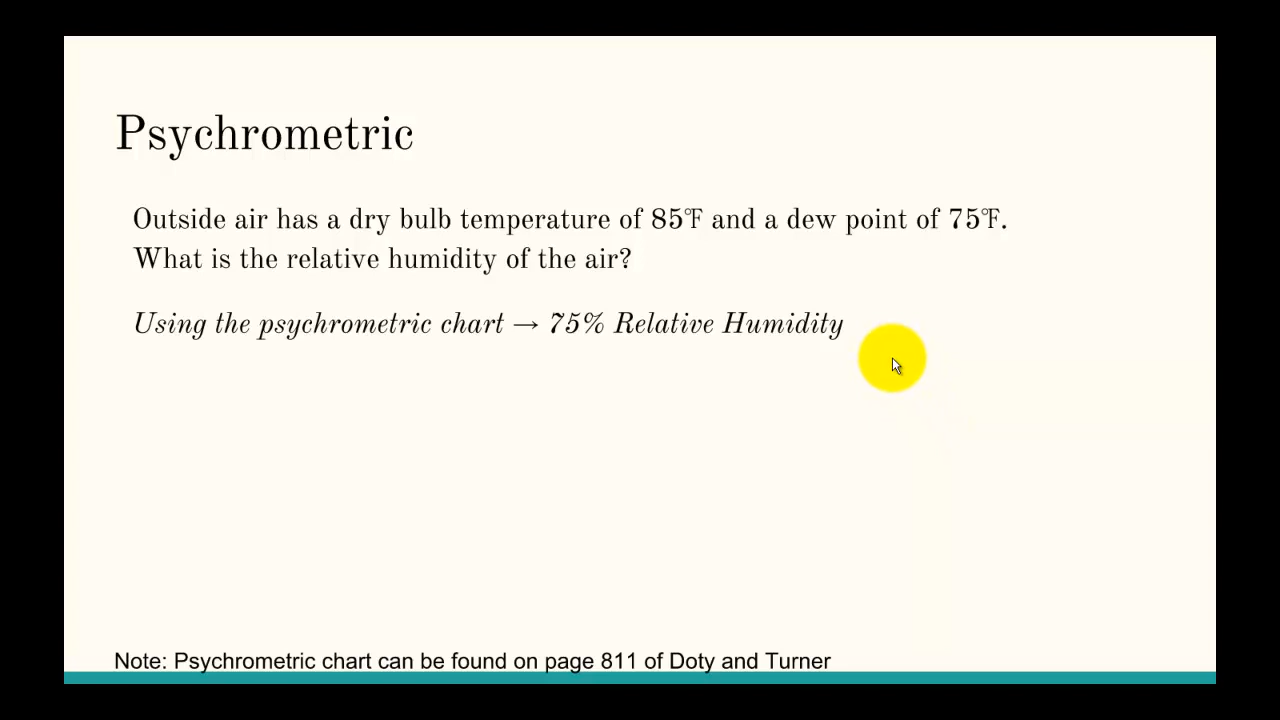 Psychrometric
Outside air has a dry bulb temperature of 85℉ and a dew point of 75℉.
What is the relative humidity of the air?
Using the psychrometric chart → 75% Relative Humidity
Note: Psychrometric chart can be found on page 811 of Doty and Turner